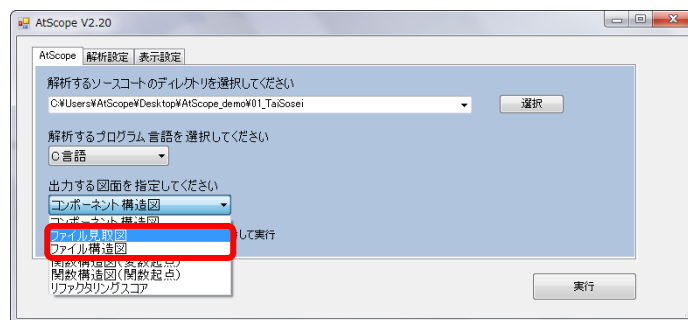 AtScope V2.20
AtScope 解析設定 表示設定
解析するソースコートのディレクトリを選択してください
C:¥Users¥AtScope¥Desktop¥AtScope_demo¥01_TaiSosei 選択
解析するプログラム言語を選択してください
C言語
出力する図面を指定してください
コンポーネント構造図
コンポーネント構造図
ファイル見取図
して実行
ファイル構造図
関数構造図(変数起点)
関数構造図(関数起点)
リファクタリングスコア
実行